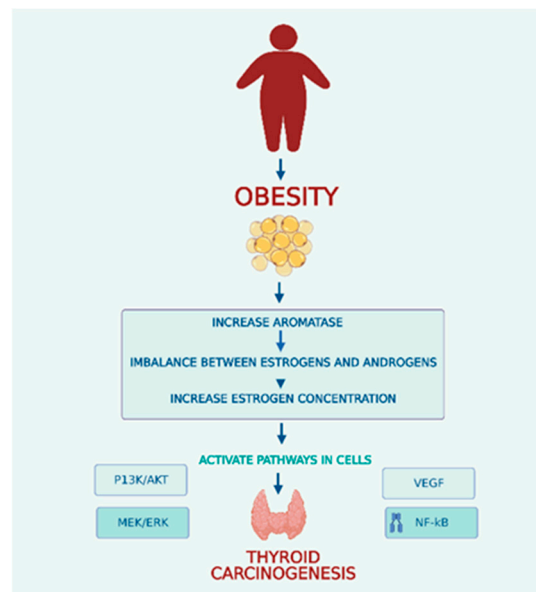 OBESITY
INCREASE AROMATASE
IMBALANCE BETWEEN ESTROGENS AND ANDROGENS
INCREASE ESTROGEN CONCENTRATION
ACTIVATE PATHWAYS IN CELLS
P13K/AKT
VEGF
MEK/ERK
NF-kB
THYROID
CARCINOGENESIS